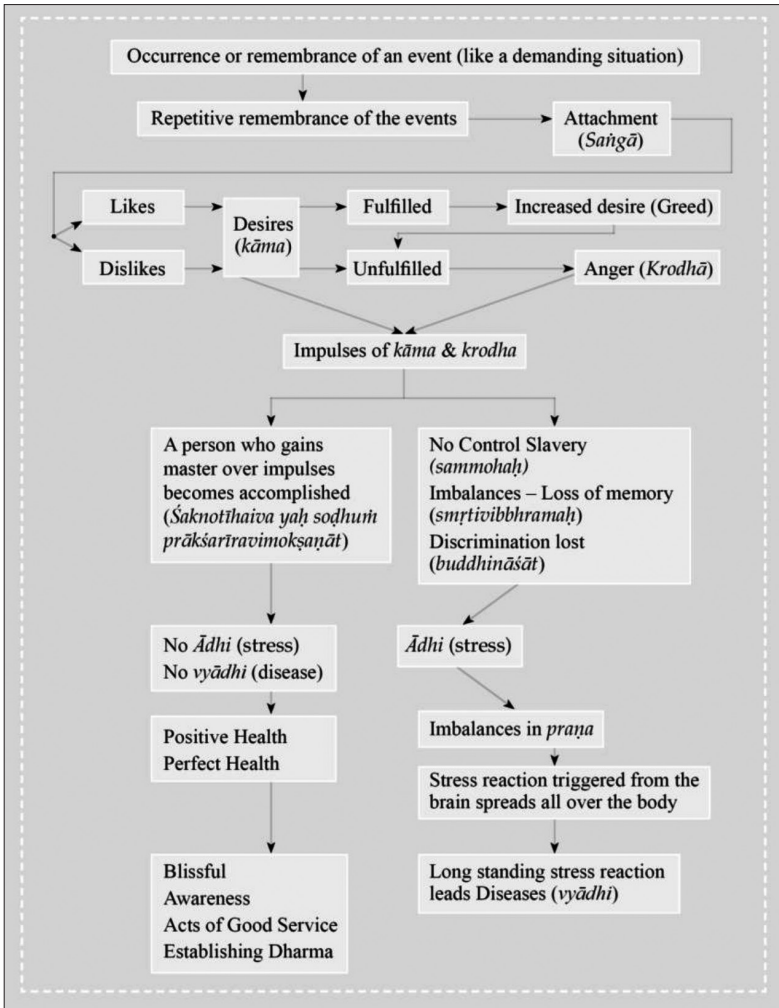 Occurrence or remembrance of an event (like a demanding situation)
Repetitive remembrance of the events
Attachment
(Saṅgā)
Likes
Desires
(kāma)
Fulfilled
Increased desire (Greed)
Dislikes
Unfulfilled
Anger (Krodhā)
Impulses of kāma & krodha
A person who gains
master over impulses
becomes accomplished
(Śaknotīhaiva yaḥ soḍhuṁ
prākśarīravimokṣaṇāt)
No Control Slavery
(sammohaḥ)
Imbalances – Loss of memory
(smṛtivibbhramaḥ)
Discrimination lost
(buddhināśāt)
No Ādhi (stress)
No vyādhi (disease)
Ādhi (stress)
Positive Health
Perfect Health
Imbalances in praṇa
Stress reaction triggered from the
brain spreads all over the body
Blissful
Awareness
Acts of Good Service
Establishing Dharma
Long standing stress reaction
leads Diseases (vyādhi)